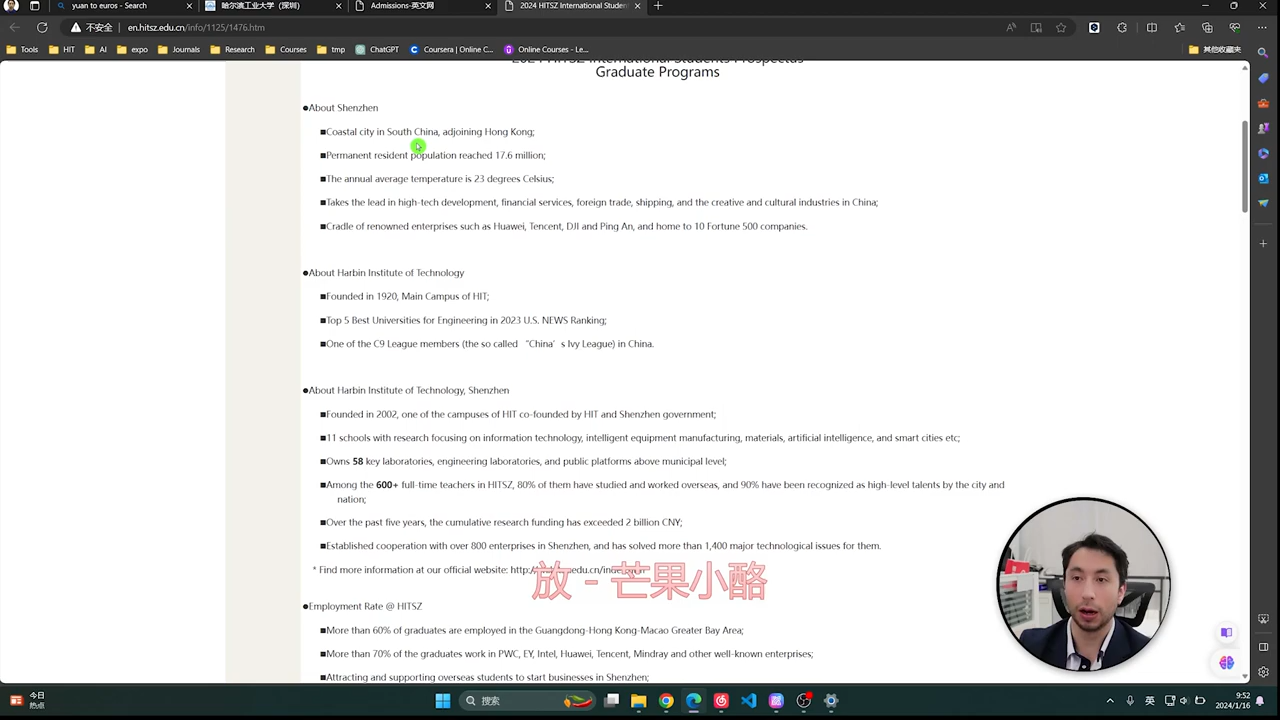 yuan to euros - Search
哈尔滨工业大学（深圳）
Admissions-英文网
2024 HITSZ International Student
不安全
en.hitsz.edu.cn/info/1125/1476.htm
Tools
HIT
AI
expo
Journals
Research
Courses
tmp
ChatGPT
Coursera | Online C...
Online Courses - Le...
其他收藏夹
Graduate Programs
●About Shenzhen
■Coastal city in South China, adjoining Hong Kong;
■Permanent resident population reached 17.6 million;
■The annual average temperature is 23 degrees Celsius;
■Takes the lead in high-tech development, financial services, foreign trade, shipping, and the creative and cultural industries in China;
■Cradle of renowned enterprises such as Huawei, Tencent, DJI and Ping An, and home to 10 Fortune 500 companies.
●About Harbin Institute of Technology
■Founded in 1920, Main Campus of HIT;
■Top 5 Best Universities for Engineering in 2023 U.S. NEWS Ranking;
■One of the C9 League members (the so called “China’s Ivy League) in China.
●About Harbin Institute of Technology, Shenzhen
■Founded in 2002, one of the campuses of HIT co-founded by HIT and Shenzhen government;
■11 schools with research focusing on information technology, intelligent equipment manufacturing, materials, artificial intelligence, and smart cities etc;
■Owns 58 key laboratories, engineering laboratories, and public platforms above municipal level;
■Among the 600+ full-time teachers in HITSZ, 80% of them have studied and worked overseas, and 90% have been recognized as high-level talents by the city and
nation;
■Over the past five years, the cumulative research funding has exceeded 2 billion CNY;
■Established cooperation with over 800 enterprises in Shenzhen, and has solved more than 1,400 major technological issues for them.
* Find more information at our official website:
放 - 芒果小酪
●Employment Rate @ HITSZ
■More than 60% of graduates are employed in the Guangdong-Hong Kong-Macao Greater Bay Area;
■More than 70% of the graduates work in PWC, EY, Intel, Huawei, Tencent, Mindray and other well-known enterprises;
■Attracting and supporting overseas students to start businesses in Shenzhen;
今日
热点
搜索
英
9:52
2024/1/16